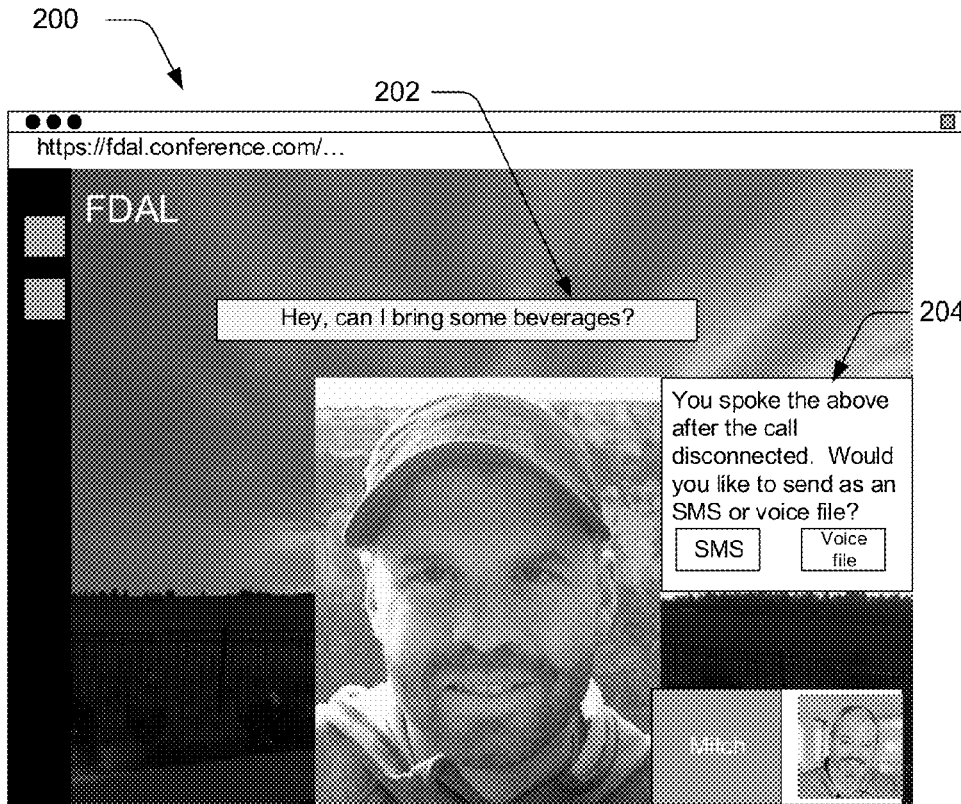 200
202
https://fdal.conference.com/...
FDAL
Hey, can I bring some beverages?
204
You spoke the above
after the call
disconnected. Would
you like to send as an
SMS or voice file?
SMS
Voice
file
Mitch